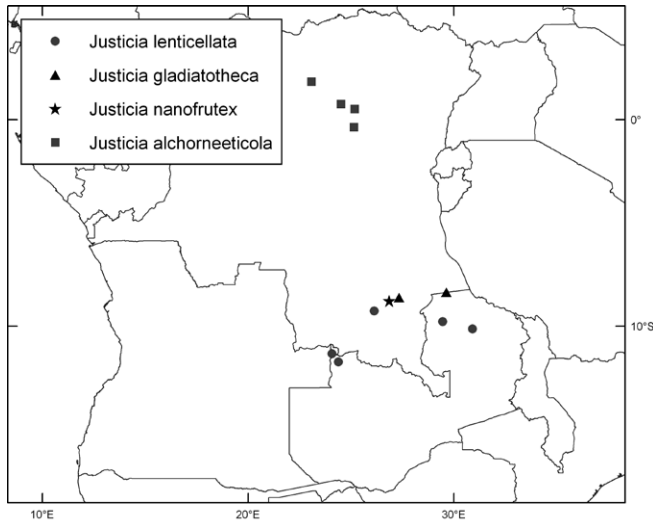 Justicia lenticellata
Justicia gladiatotheca
Justicia nanofrutex
Justicia alchorneeticola
0°
10°S
10°E
20°E
30°E